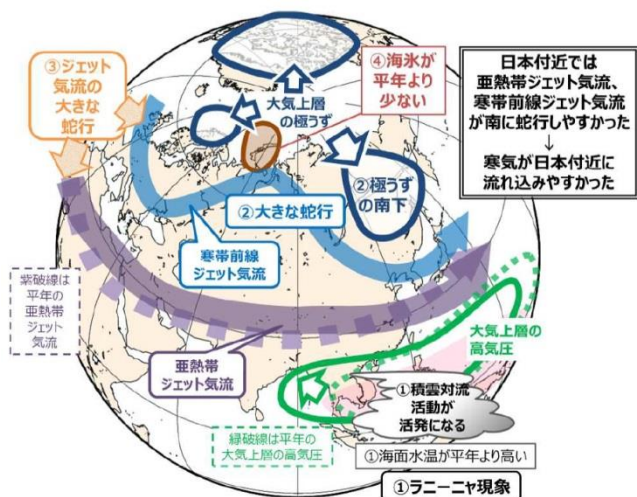 ③ジェット
気流の
大きな
蛇行
④海氷が
平年より
少ない
大気上層
の極うず
日本付近では
亜熱帯ジェット気流、
寒帯前線ジェット気流
が南に蛇行しやすかった
↓
寒気が日本付近に
流れ込みやすかった
②極うず
の南下
②大きな蛇行
寒帯前線
ジェット気流
紫破線は
平年の
亜熱帯
ジェット
気流
亜熱帯
ジェット気流
大気上層の
高気圧
①積雲対流
活動が
活発になる
緑破線は平年の
大気上層の高気圧
①海面水温が平年より高い
①ラニーニャ現象